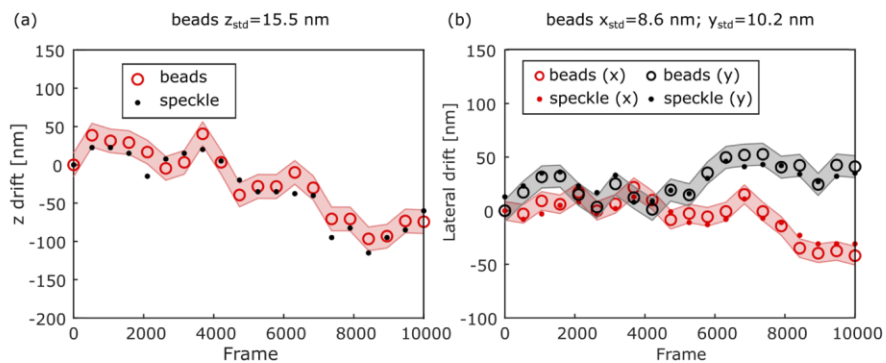 (a) beads z_std=15.5 nm
150
100
50
0
-50
-100
-150
-200
z drift [nm]
beads
speckle
0 2000 4000 6000 8000 10000
Frame
(b) beads x_std=8.6 nm; y_std=10.2 nm
150
100
50
0
-50
-100
Lateral drift [nm]
beads (x) beads (y)
speckle (x) speckle (y)
0 2000 4000 6000 8000 10000
Frame